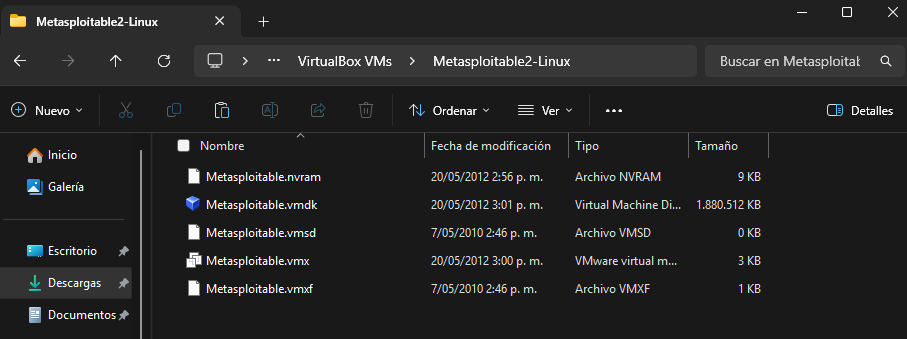 Metasploitable2-Linux
VirtualBox VMs Metasploitable2-Linux Buscar en Metasploitab
Nuevo Ordenar Ver Detalles
Inicio
Galería
Escritorio
Descargas
Documentos
Nombre Fecha de modificación Tipo Tamaño
Metasploitable.nvram 20/05/2012 2:56 p. m. Archivo NVRAM 9 KB
Metasploitable.vmdk 20/05/2012 3:01 p. m. Virtual Machine Di... 1.880.512 KB
Metasploitable.vmsd 7/05/2010 2:46 p. m. Archivo VMSD 0 KB
Metasploitable.vmx 20/05/2012 3:00 p. m. VMware virtual m... 3 KB
Metasploitable.vmxf 7/05/2010 2:46 p. m. Archivo VMXF 1 KB